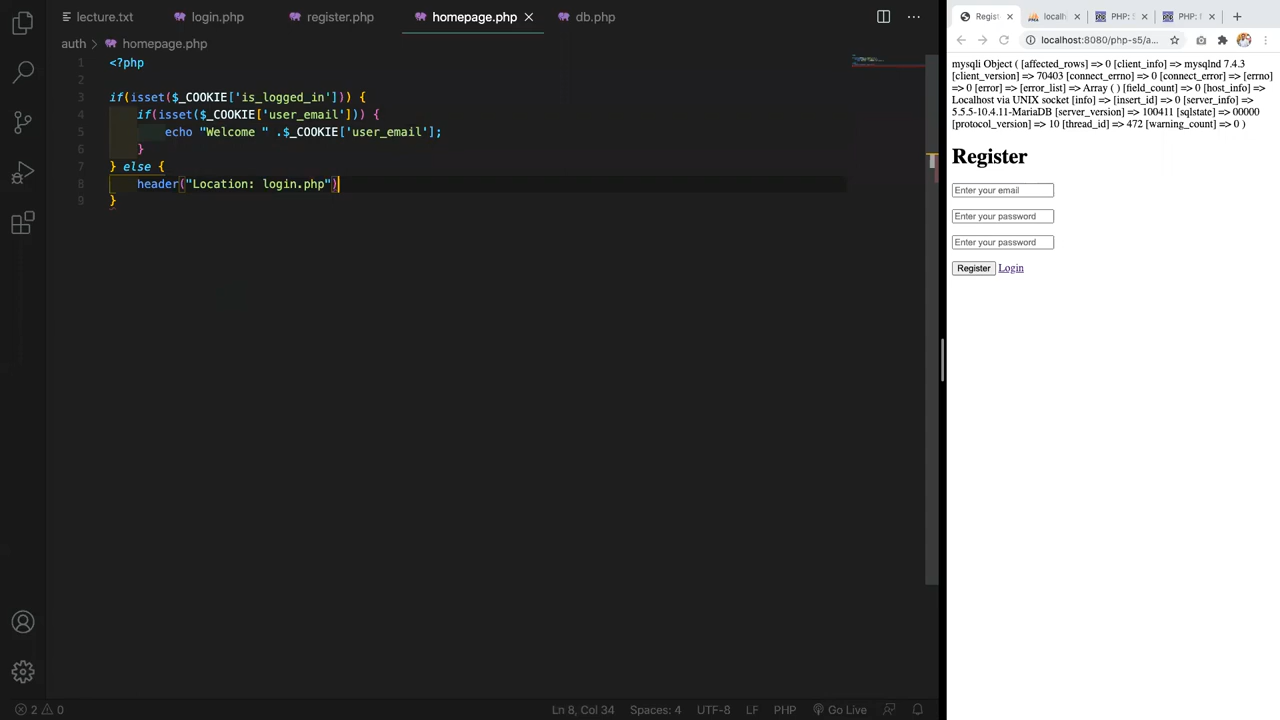 lecture.txt
login.php
register.php
homepage.php
db.php
auth
homepage.php
1 <?php
2
3 if(isset($_COOKIE['is_logged_in'])) {
4 if(isset($_COOKIE['user_email'])) {
5 echo "Welcome " .$_COOKIE['user_email'];
6 }
7 } else {
8 header("Location: login.php")
9 }
2 0
Ln 8, Col 34
Spaces: 4
UTF-8
LF
PHP
Go Live
Regist
localh
PHP: S
localhost:8080/php-s5/a...
mysqli Object ( [affected_rows] => 0 [client_info] => mysqlnd 7.4.3
[client_version] => 70403 [connect_errno] => 0 [connect_error] => [errno]
=> 0 [error] => [error_list] => Array ( ) [field_count] => 0 [host_info] =>
Localhost via UNIX socket [info] => [insert_id] => 0 [server_info] =>
5.5.5-10.4.11-MariaDB [server_version] => 100411 [sqlstate] => 00000
[protocol_version] => 10 [thread_id] => 472 [warning_count] => 0 )
Register
Enter your email
Enter your password
Enter your password
Register Login